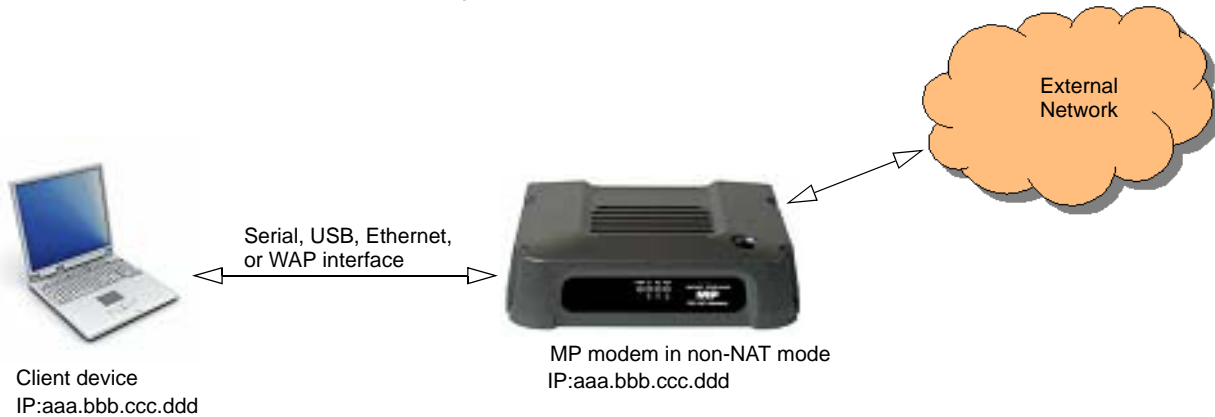 External
Network
Serial, USB, Ethernet,
or WAP interface
MP
MP modem in non-NAT mode
IP:aaa.bbb.ccc.ddd
Client device
IP:aaa.bbb.ccc.ddd